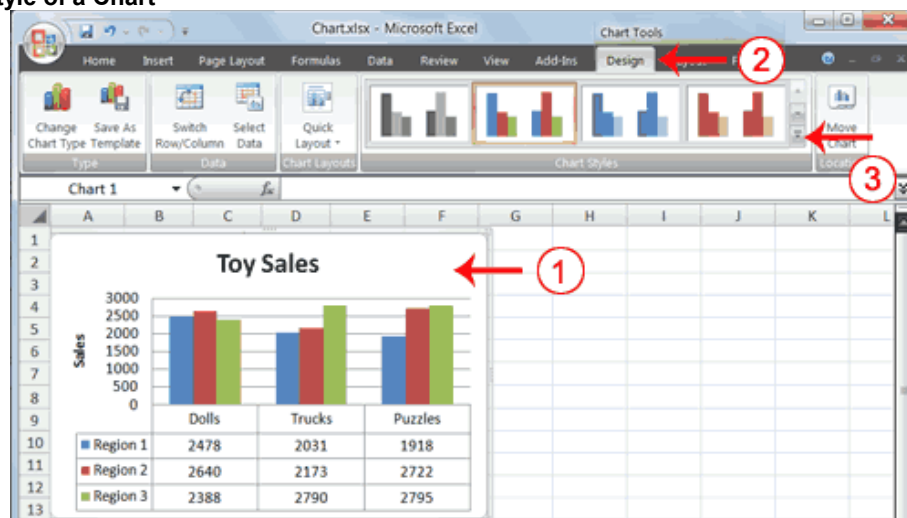 yle of a Chart
Chart.xlsx - Microsoft Excel
Chart Tools
Home Insert Page Layout Formulas Data Review View Add-Ins Design
2
Change Chart Type
Save As Template
Switch Row/Column
Select Data
Quick Layout
Move Chart
Type Data Chart Layouts Chart Styles
3
Chart 1 fx
A B C D E F G H I J K L
1
2
3
4
5
6
7
8
9
10
11
12
13
Toy Sales
1
Sales
3000
2500
2000
1500
1000
500
0
Dolls Trucks Puzzles
Region 1 2478 2031 1918
Region 2 2640 2173 2722
Region 3 2388 2790 2795